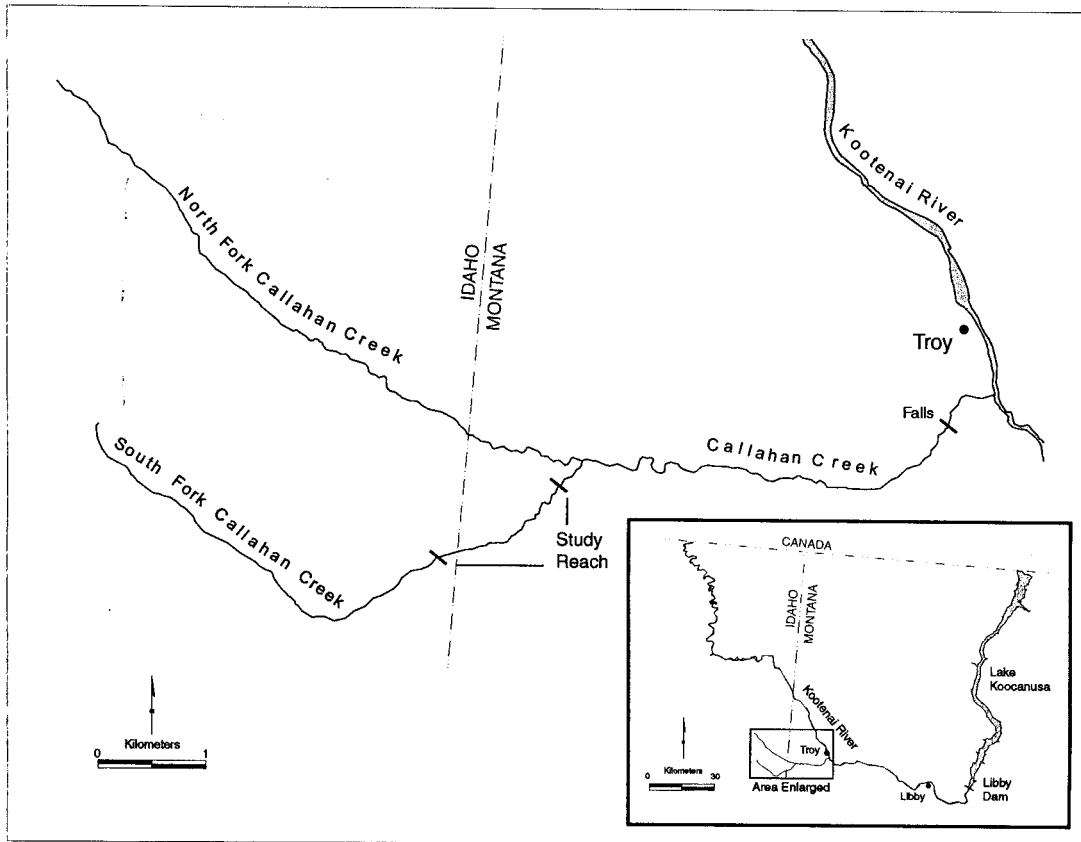 Kootenai River
North Fork Callahan Creek
IDAHO
MONTANA
Troy
Falls
Callahan Creek
South Fork Callahan Creek
Study
Reach
Kilometers
0 1
CANADA
IDAHO
MONTANA
Lake
Koocanusa
Kootenai River
Troy
Kilometers
0 30
Area Enlarged
Libby
Libby
Dam